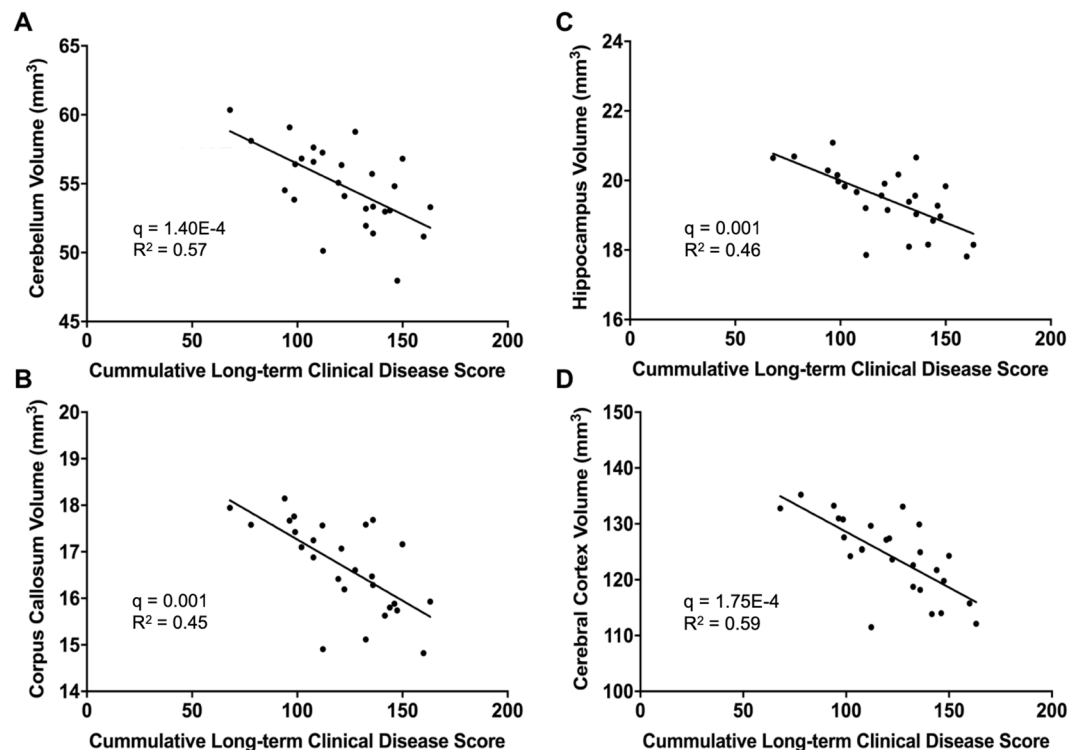 A
65
60
55
50
45
Cerebellum Volume (mm³)
q = 1.40E-4
R² = 0.57
0
50
100
150
200
Cummulative Long-term Clinical Disease Score
C
24
22
20
18
16
Hippocampus Volume (mm³)
q = 0.001
R² = 0.46
0
50
100
150
200
Cummulative Long-term Clinical Disease Score
B
20
19
18
17
16
15
14
Corpus Callosum Volume (mm³)
q = 0.001
R² = 0.45
0
50
100
150
200
Cummulative Long-term Clinical Disease Score
D
150
140
130
120
110
100
Cerebral Cortex Volume (mm³)
q = 1.75E-4
R² = 0.59
0
50
100
150
200
Cummulative Long-term Clinical Disease Score